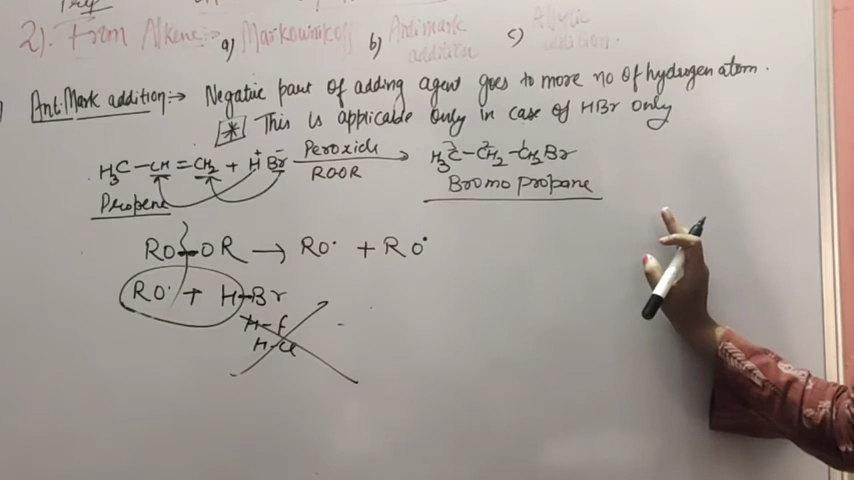 2). From Alkene:→ a) Markownikoff b) Antimark addition c) Allylic
Anti Mark addition:→ Negative part of adding agent goes to more no of hydrogen atom.
* This is applicable only in case of HBr only
H3C-CH=CH2 + H+ Br- Peroxide ROOR → H3C-CH2-CH2Br
Propene Bromo propane
RO-OR → RO• + RO•
RO• + H-Br
H-F
H-Cl